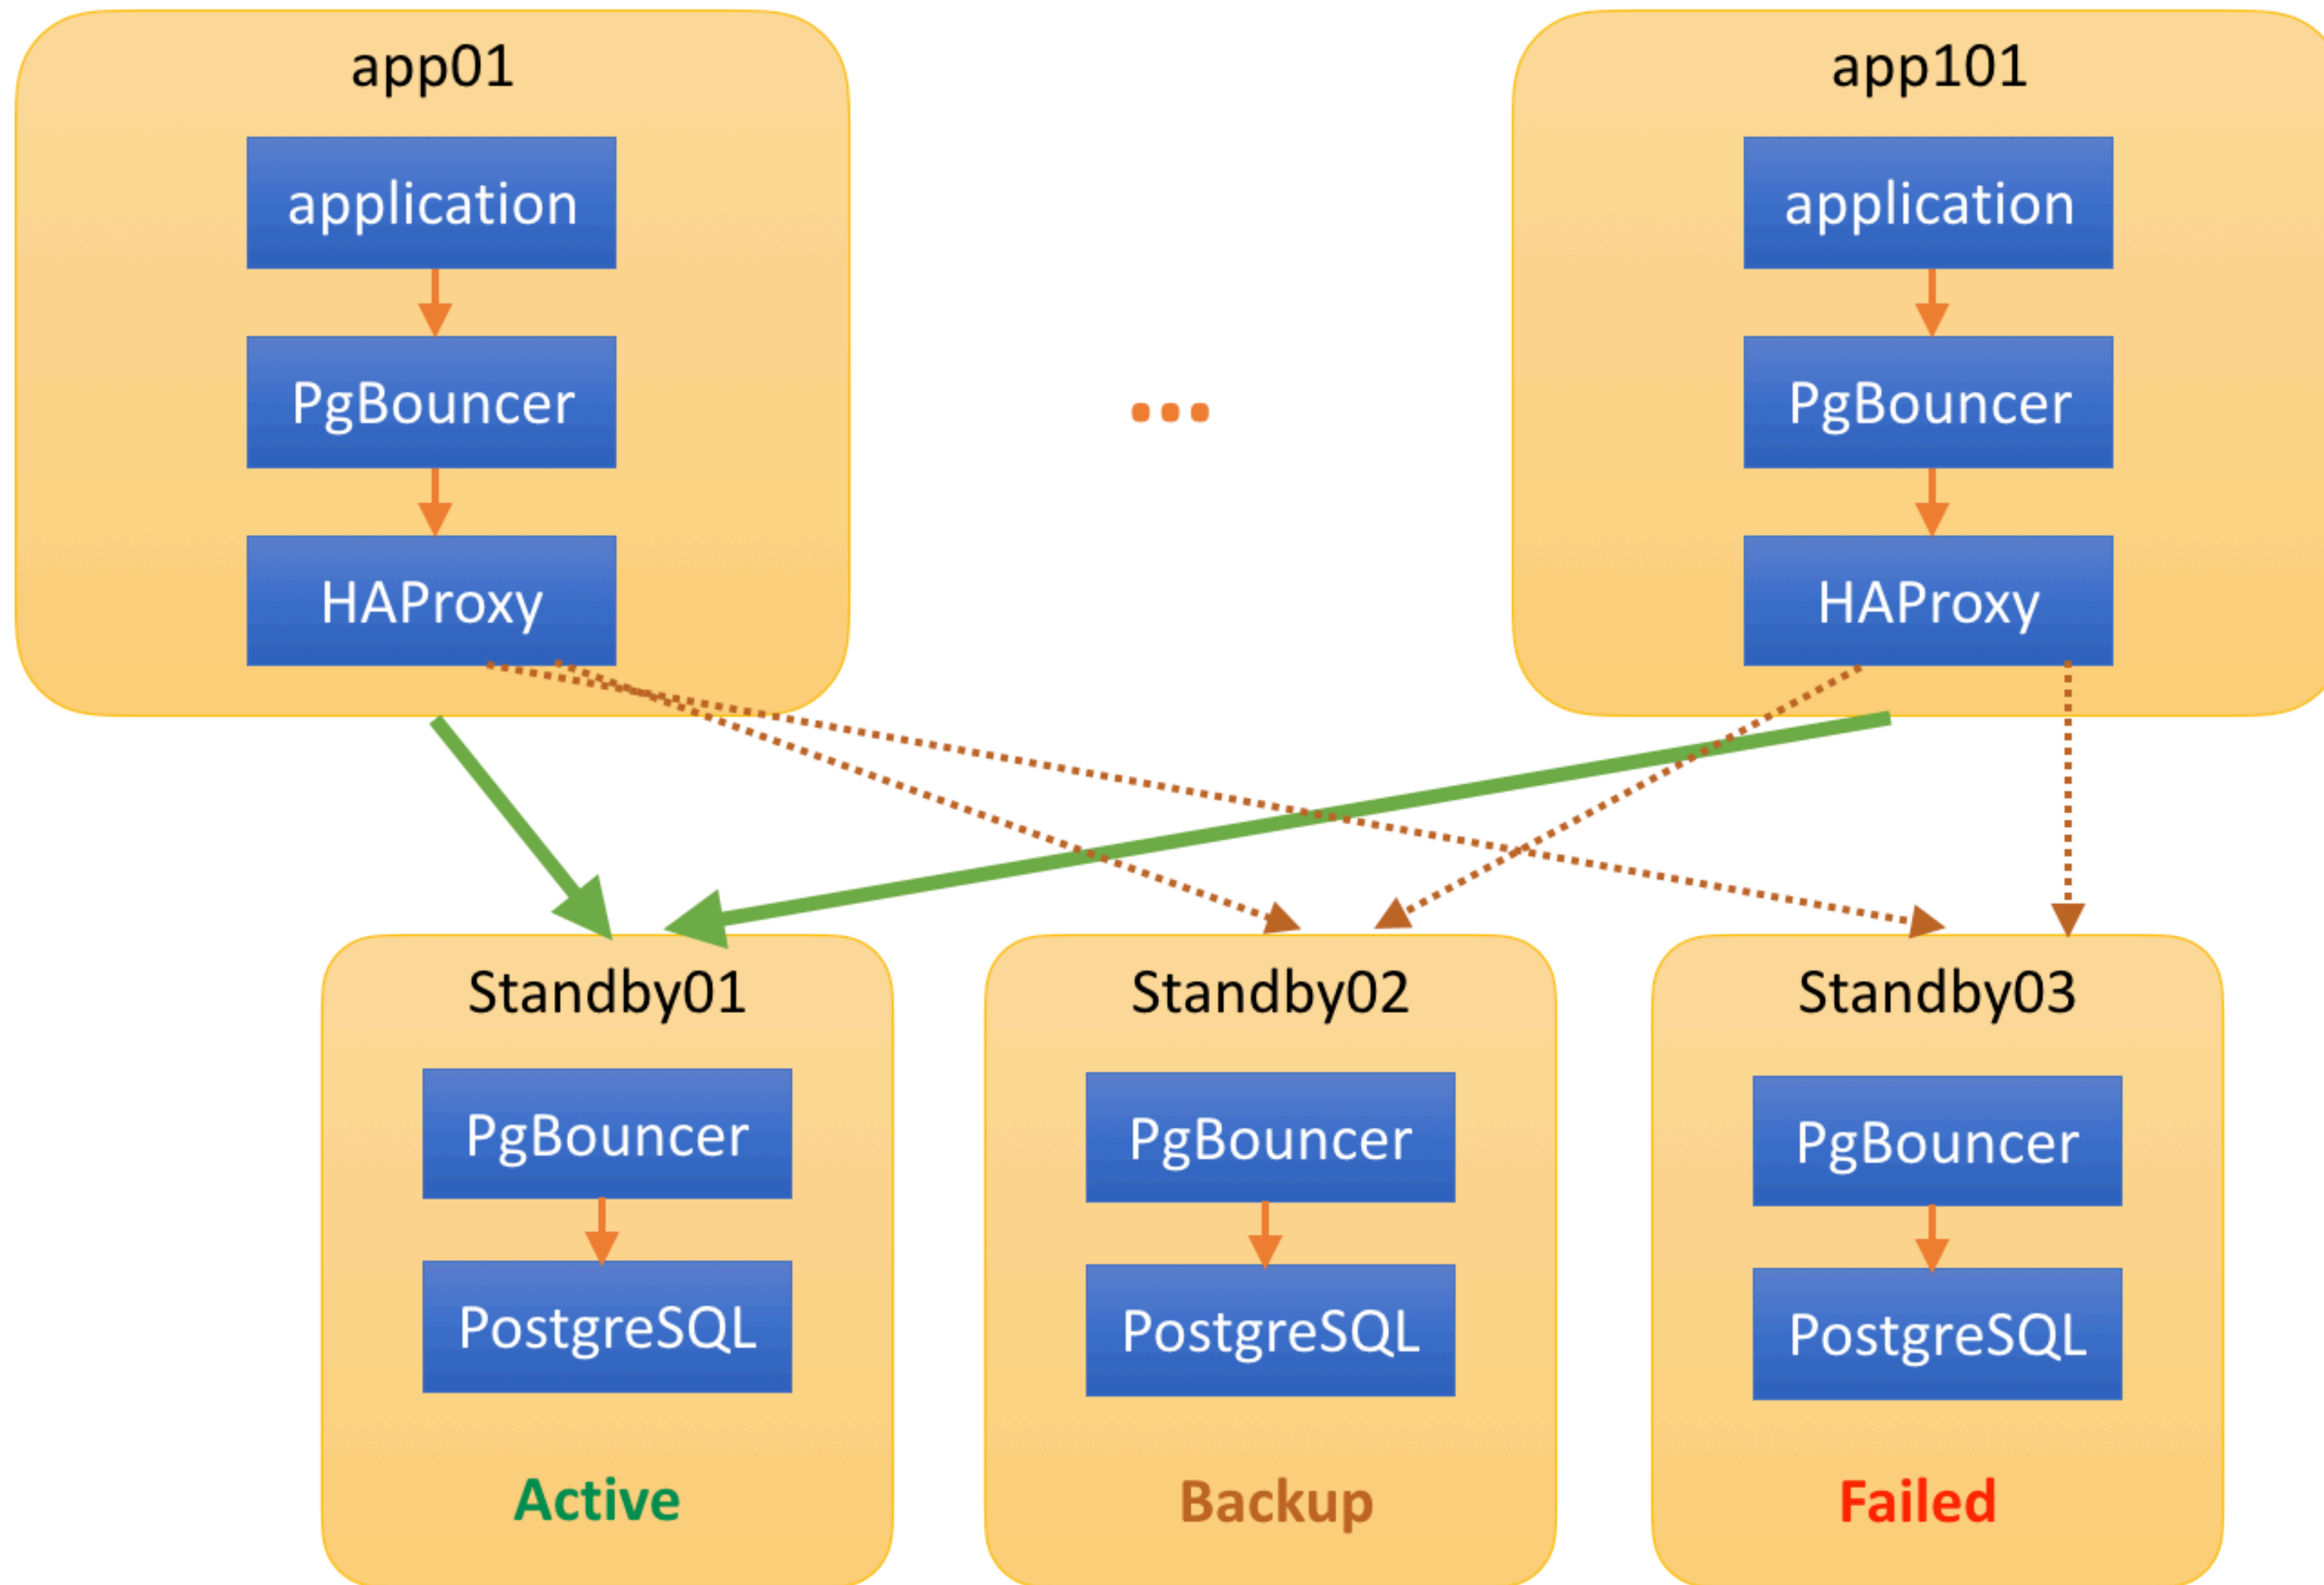 app01
application
PgBouncer
HAProxy
...
app101
application
PgBouncer
HAProxy
Standby01
PgBouncer
PostgreSQL
Active
Standby02
PgBouncer
PostgreSQL
Backup
Standby03
PgBouncer
PostgreSQL
Failed